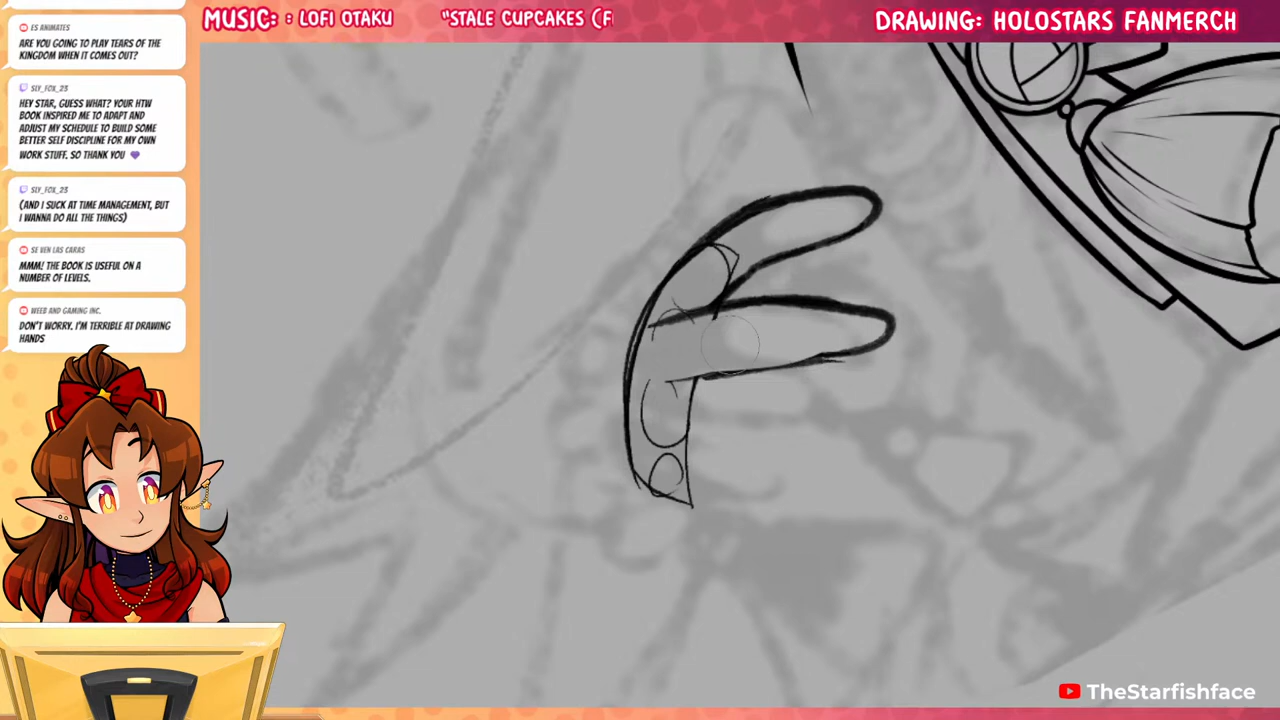 MUSIC: : LOFI OTAKU "STALE CUPCAKES (F
DRAWING: HOLOSTARS FANMERCH
ES ANIMATES
ARE YOU GOING TO PLAY TEARS OF THE
KINGDOM WHEN IT COMES OUT?
SLY_FOX_23
HEY STAR, GUESS WHAT? YOUR HTW
BOOK INSPIRED ME TO ADAPT AND
ADJUST MY SCHEDULE TO BUILD SOME
BETTER SELF DISCIPLINE FOR MY OWN
WORK STUFF. SO THANK YOU 💜
SLY_FOX_23
(AND I SUCK AT TIME MANAGEMENT, BUT
I WANNA DO ALL THE THINGS)
SE VEN LAS CARAS
MMM! THE BOOK IS USEFUL ON A
NUMBER OF LEVELS.
WEEB AND GAMING INC.
DON'T WORRY. I'M TERRIBLE AT DRAWING
HANDS
TheStarfishface